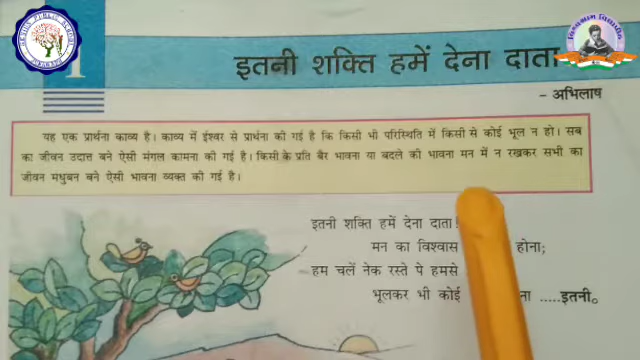 1
इतनी शक्ति हमें देना दाता
- अभिलाष
यह एक प्रार्थना काव्य है। काव्य में ईश्वर से प्रार्थना की गई है कि किसी भी परिस्थिति में किसी से कोई भूल न हो। सब
का जीवन उदात्त बने ऐसी मंगल कामना की गई है। किसी के प्रति बैर भावना या बदले की भावना मन में न रखकर सभी का
जीवन मधुबन बने ऐसी भावना व्यक्त की गई है।
इतनी शक्ति हमें देना दाता!
मन का विश्वास होना;
हम चलें नेक रस्ते पे हमसे
भूलकर भी कोई ना .....इतनी。